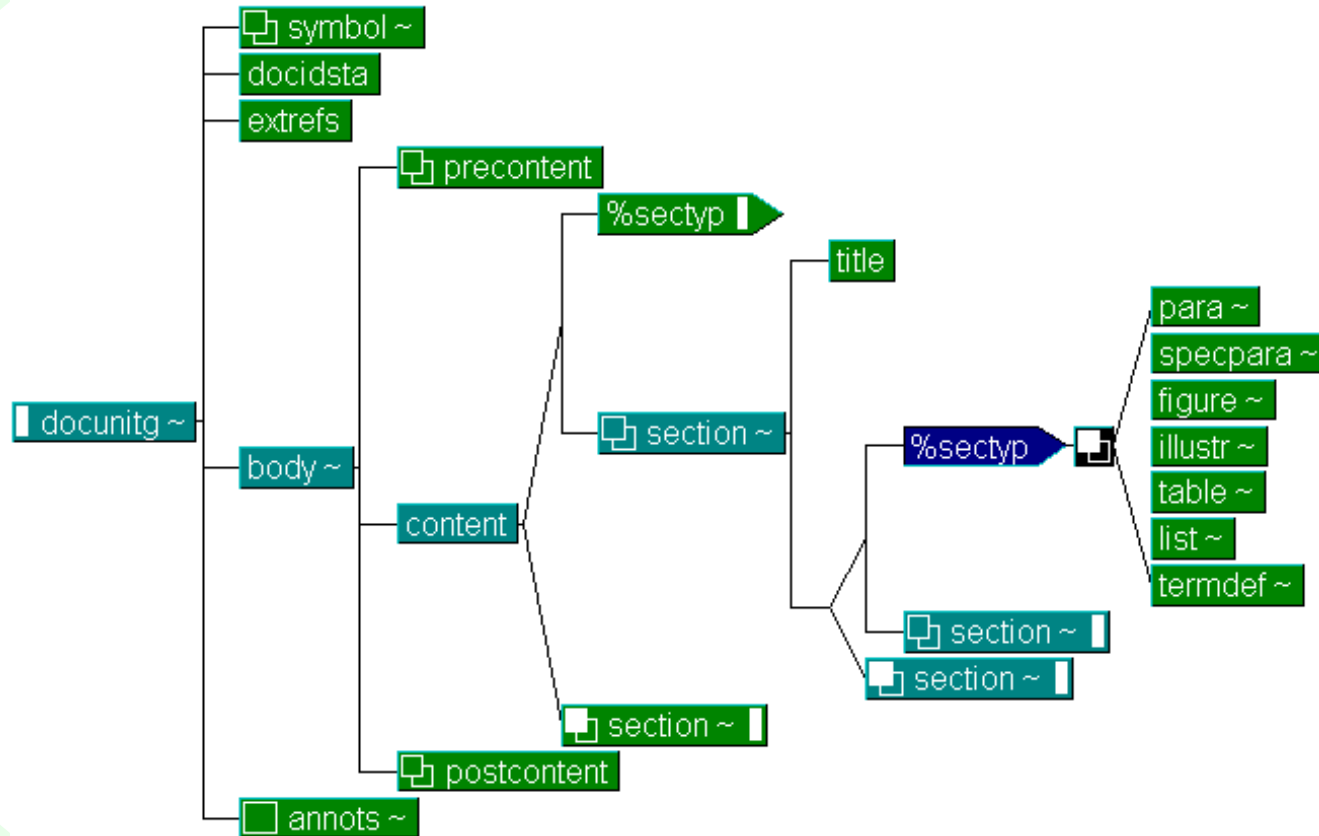 symbol ~
docidsta
extrefs
precontent
%sectyp
title
para ~
specpara ~
figure ~
docunitg ~
section ~
%sectyp
illustr ~
body ~
table ~
content
list ~
termdef ~
section ~
section ~
section ~
postcontent
annots ~